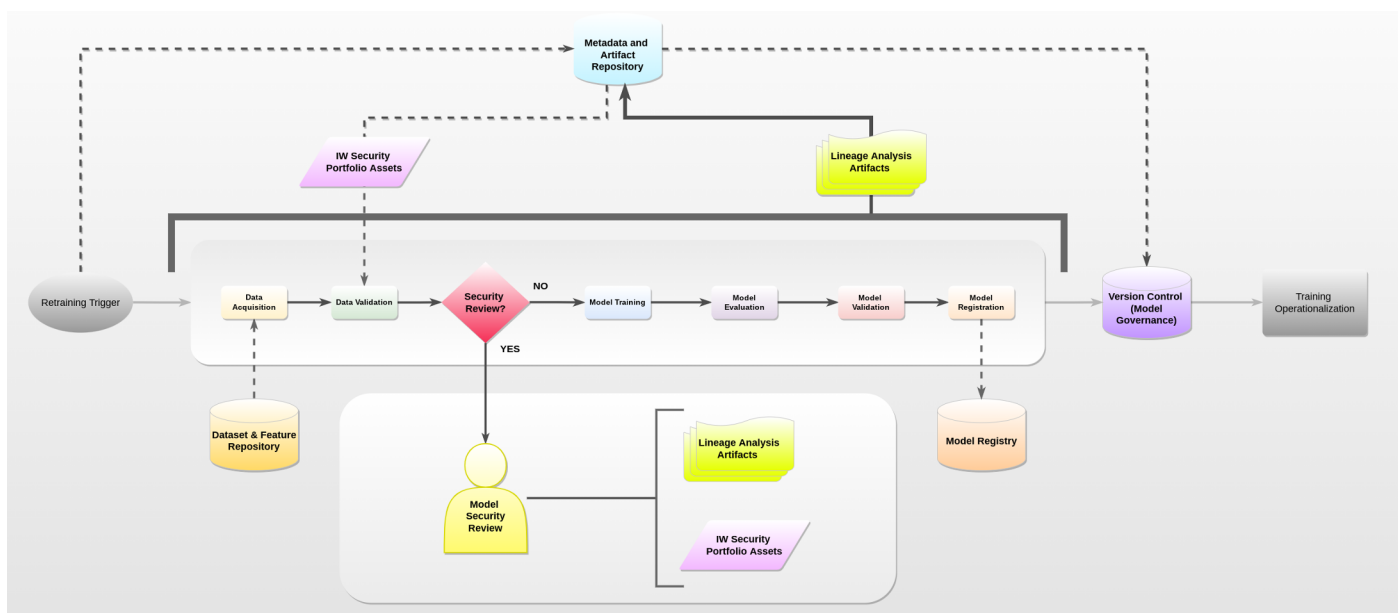 Metadata and
Artifact
Repository
IW Security
Portfolio Assets
Lineage Analysis
Artifacts
Retraining Trigger
Data
Acquisition
Data Validation
Security
Review?
NO
YES
Model Training
Model
Evaluation
Model
Validation
Model
Registration
Version Control
(Model
Governance)
Training
Operationalization
Dataset & Feature
Repository
Model
Security
Review
Lineage Analysis
Artifacts
IW Security
Portfolio Assets
Model Registry